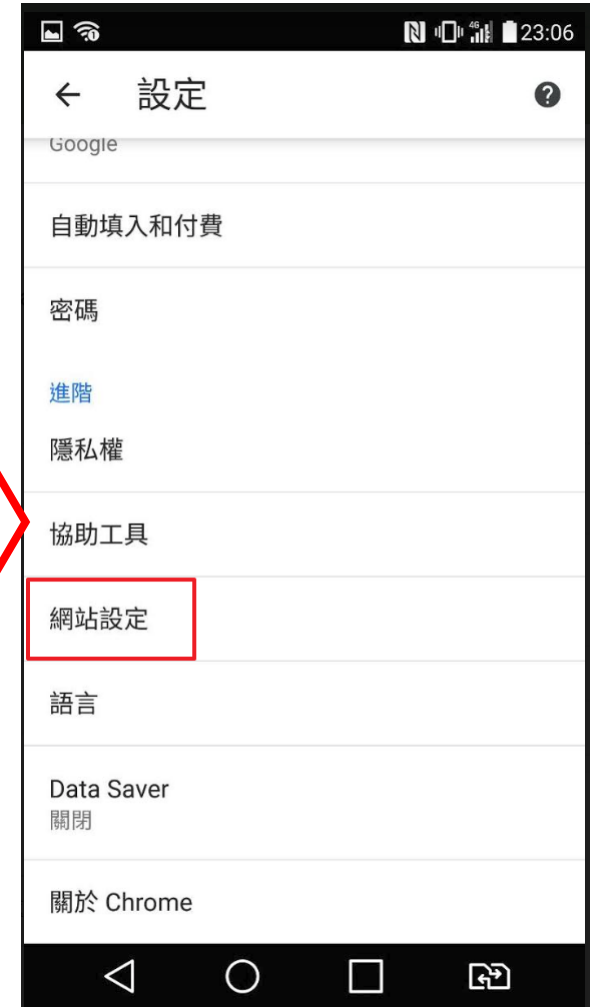 4G 23:06
設定
Google
自動填入和付費
密碼
進階
隱私權
協助工具
網站設定
語言
Data Saver
關閉
關於 Chrome